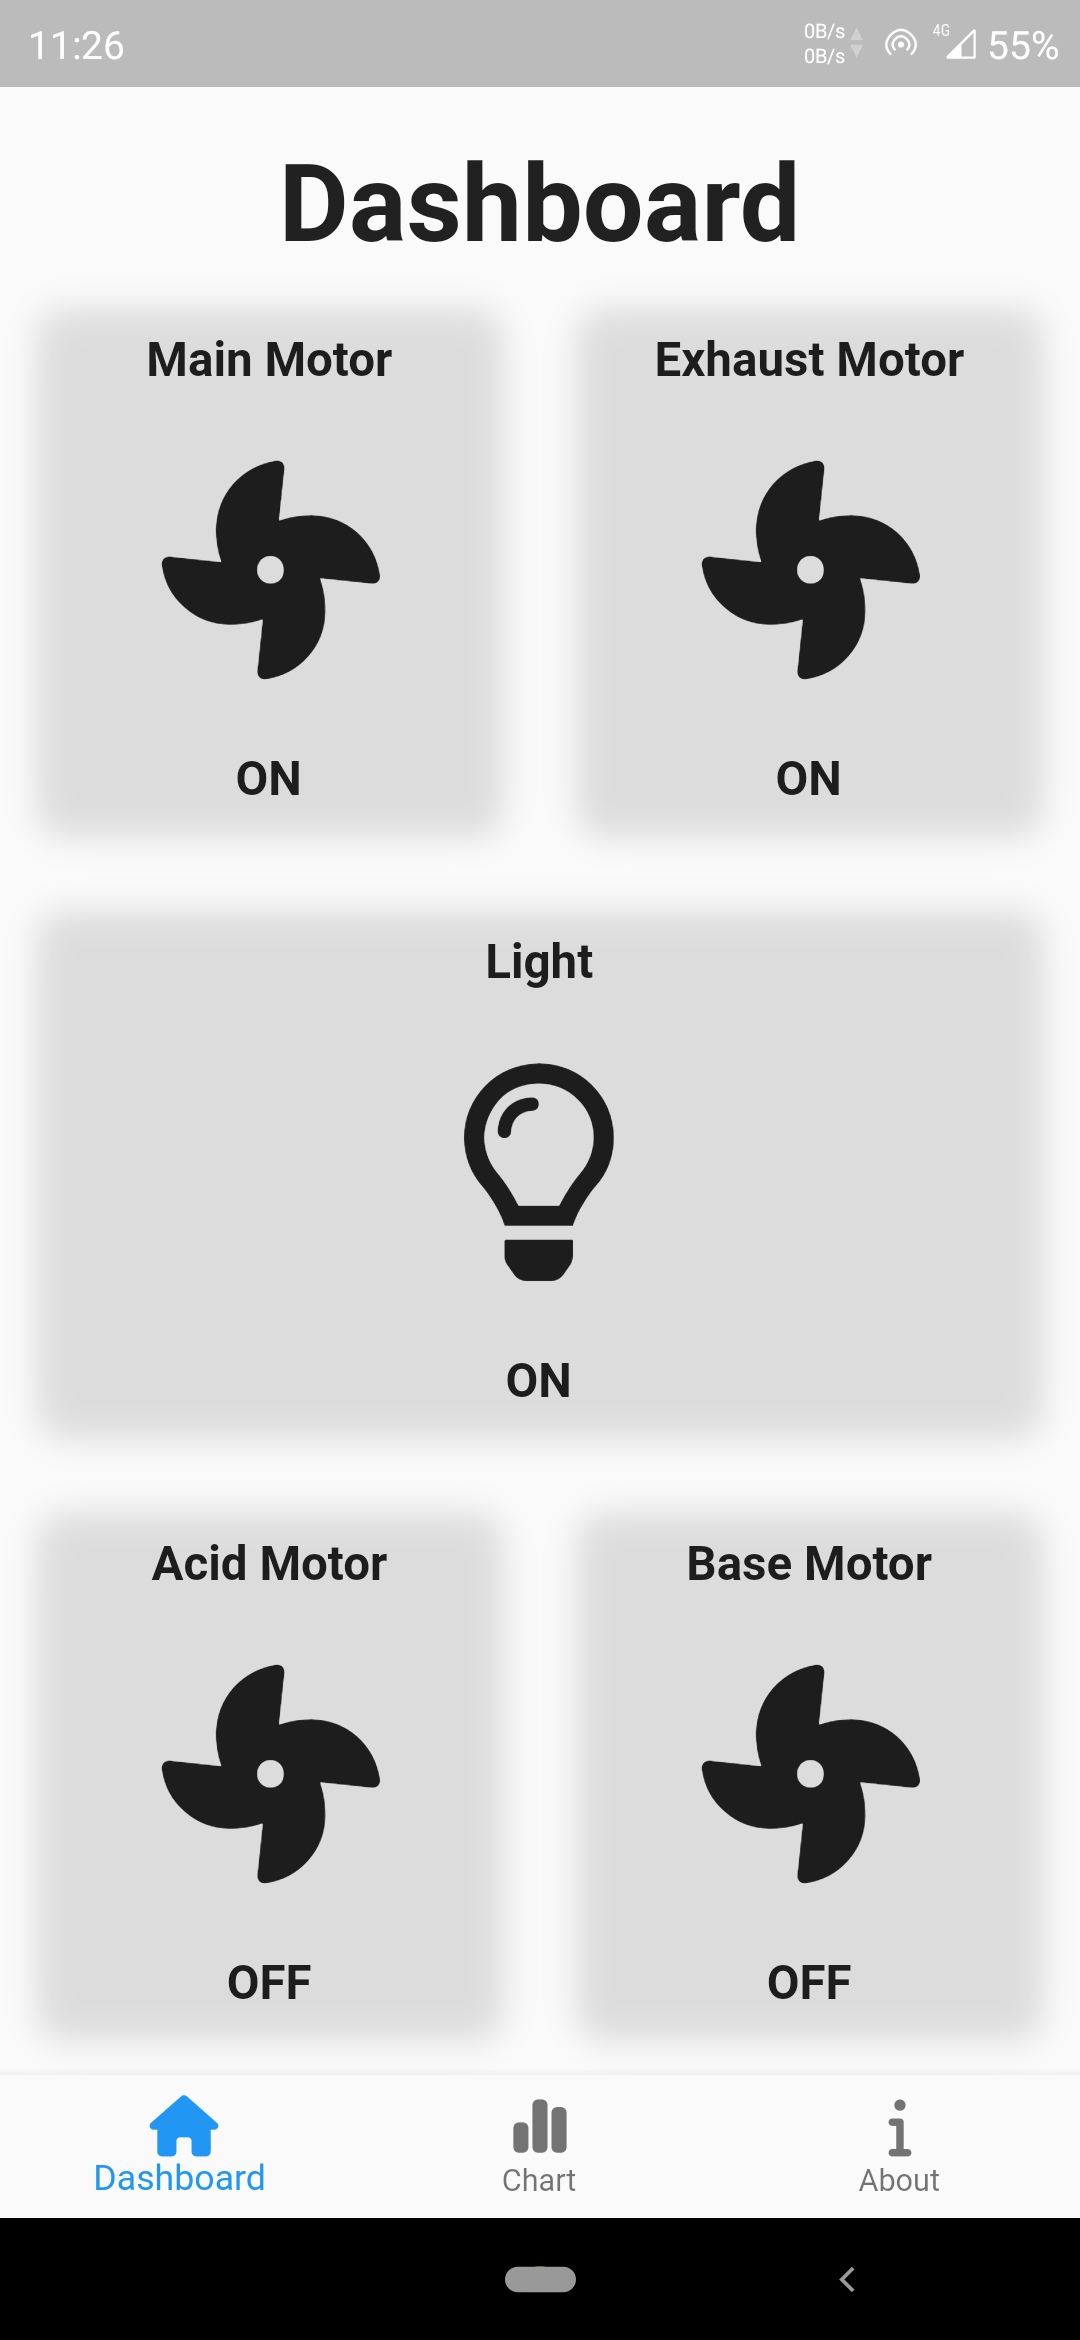 11:26
0B/s
0B/s
4G
55%
Dashboard
Main Motor
Exhaust Motor
ON
ON
Light
ON
Acid Motor
Base Motor
OFF
OFF
Dashboard
Chart
About